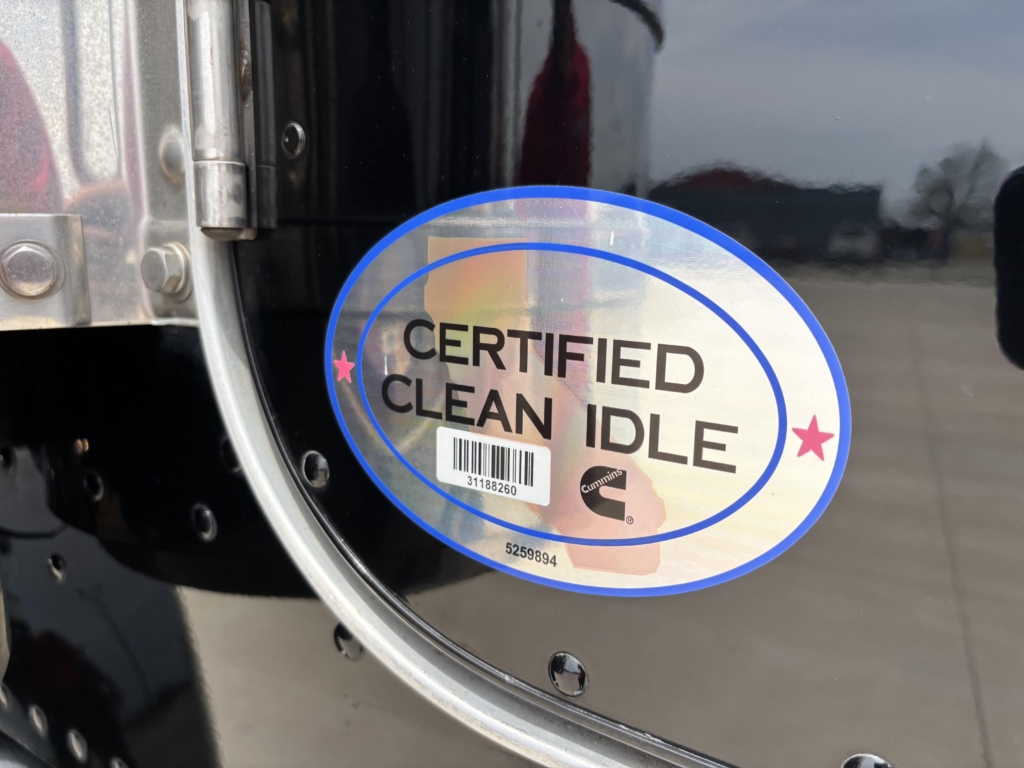 CERTIFIED
CLEAN IDLE
31188260
Cummins
®
5259894